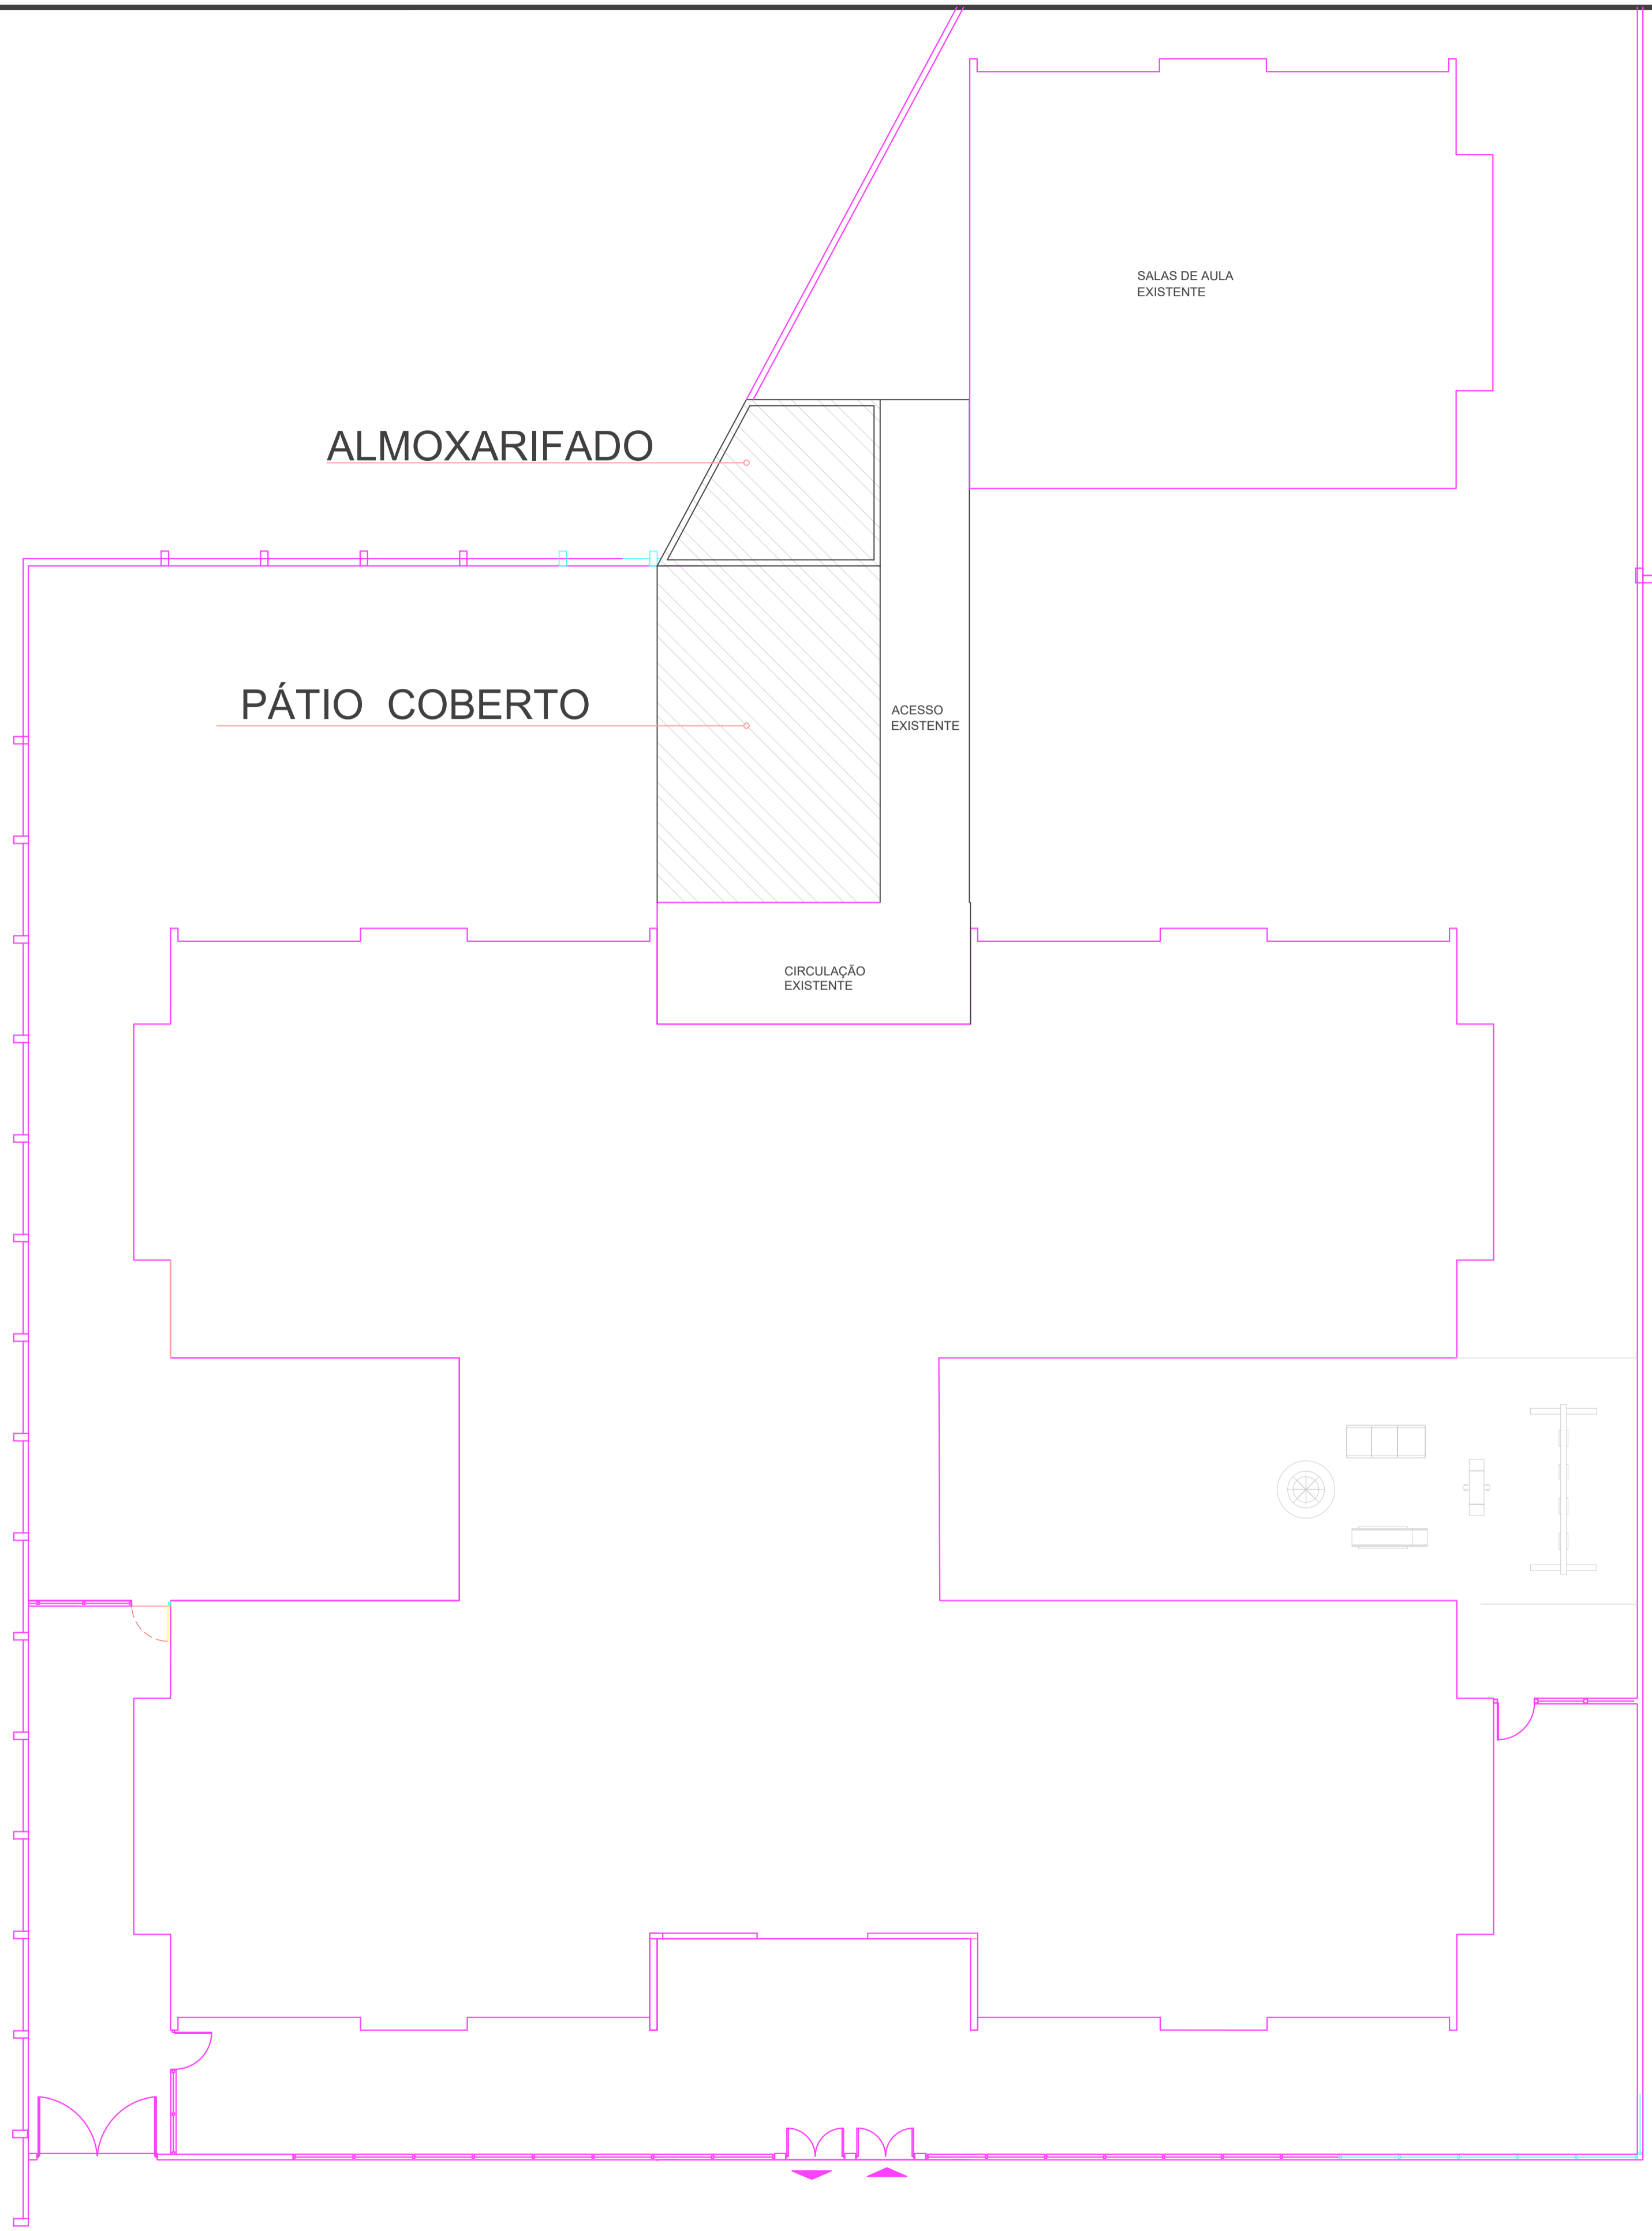 SALAS DE AULA
EXISTENTE
ALMOXARIFADO
PÁTIO COBERTO
ACESSO
EXISTENTE
CIRCULAÇÃO
EXISTENTE